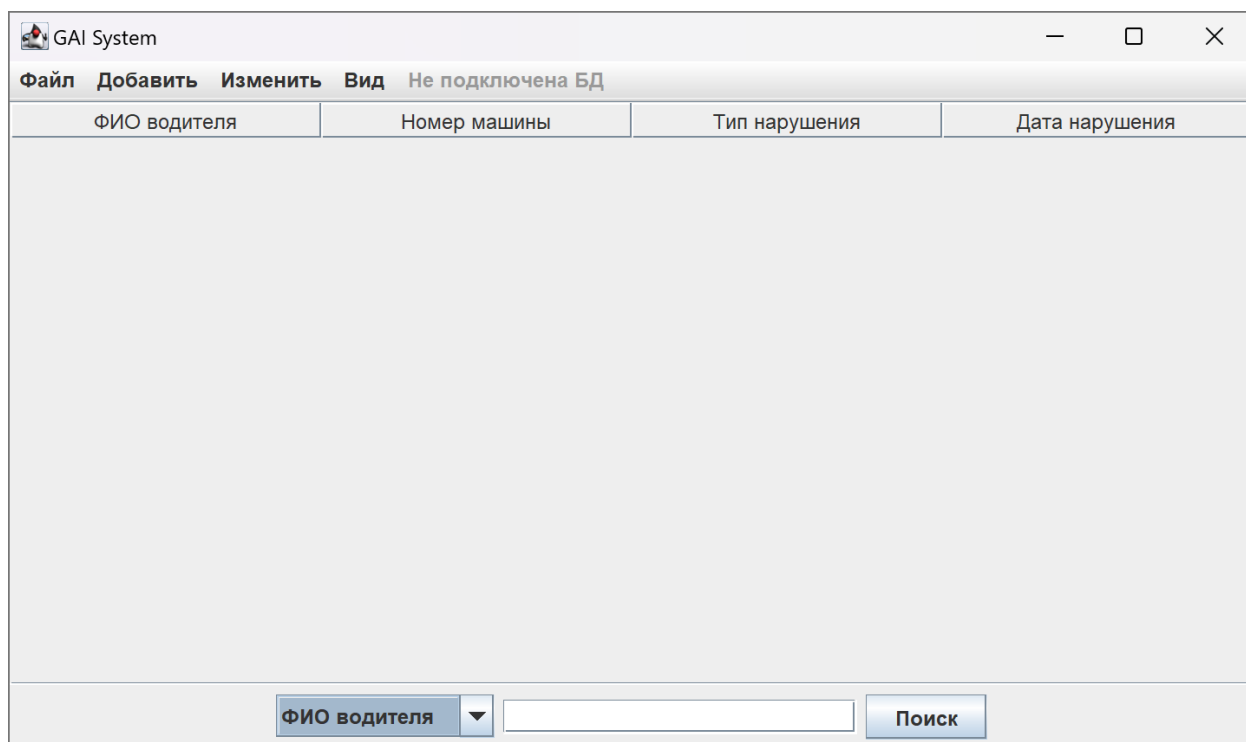 GAI System
Файл Добавить Изменить Вид Не подключена БД
ФИО водителя Номер машины Тип нарушения Дата нарушения
ФИО водителя Поиск